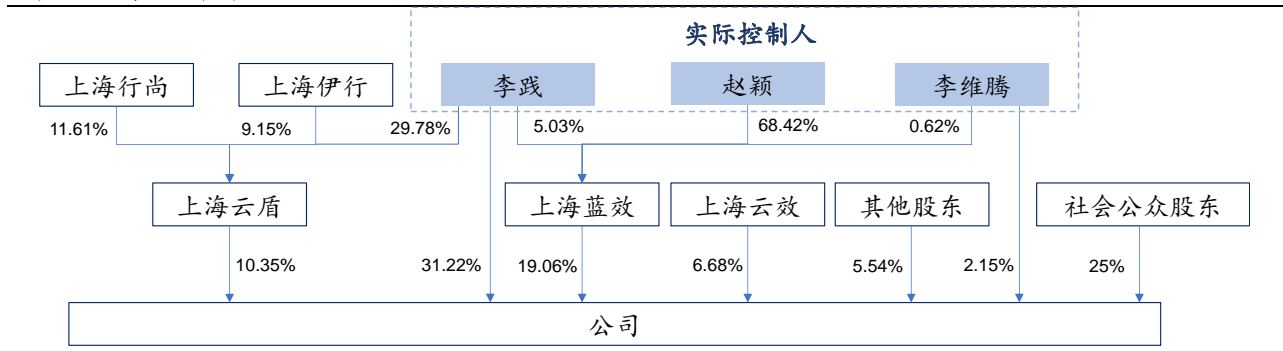 实际控制人
上海行尚 上海伊行 李践 赵颖 李维腾
11.61% 9.15% 29.78% 5.03% 68.42% 0.62%
上海云盾 上海蓝效 上海云效 其他股东 社会公众股东
10.35% 31.22% 19.06% 6.68% 5.54% 2.15% 25%
公司